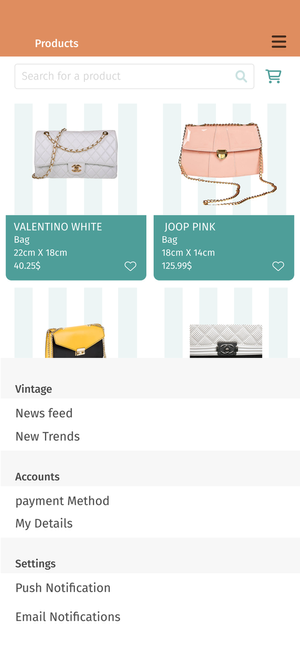 Products
Search for a product
VALENTINO WHITE
Bag
22cm X 18cm
40.25$
JOOP PINK
Bag
18cm X 14cm
125.99$
Vintage
News feed
New Trends
Accounts
payment Method
My Details
Settings
Push Notification
Email Notifications